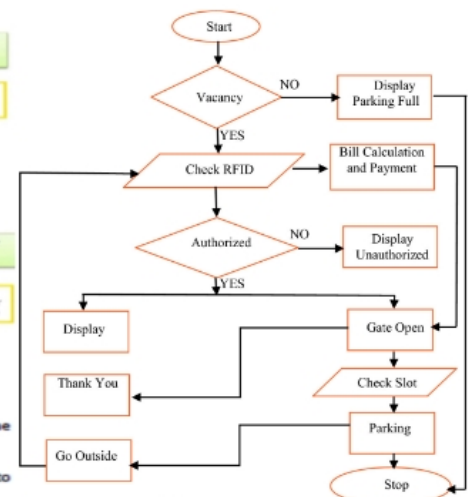 Start
Vacancy
NO
Display
Parking Full
YES
Check RFID
Bill Calculation
and Payment
Authorized
NO
Display
Unauthorized
YES
Display
Gate Open
Thank You
Check Slot
Parking
Go Outside
Stop